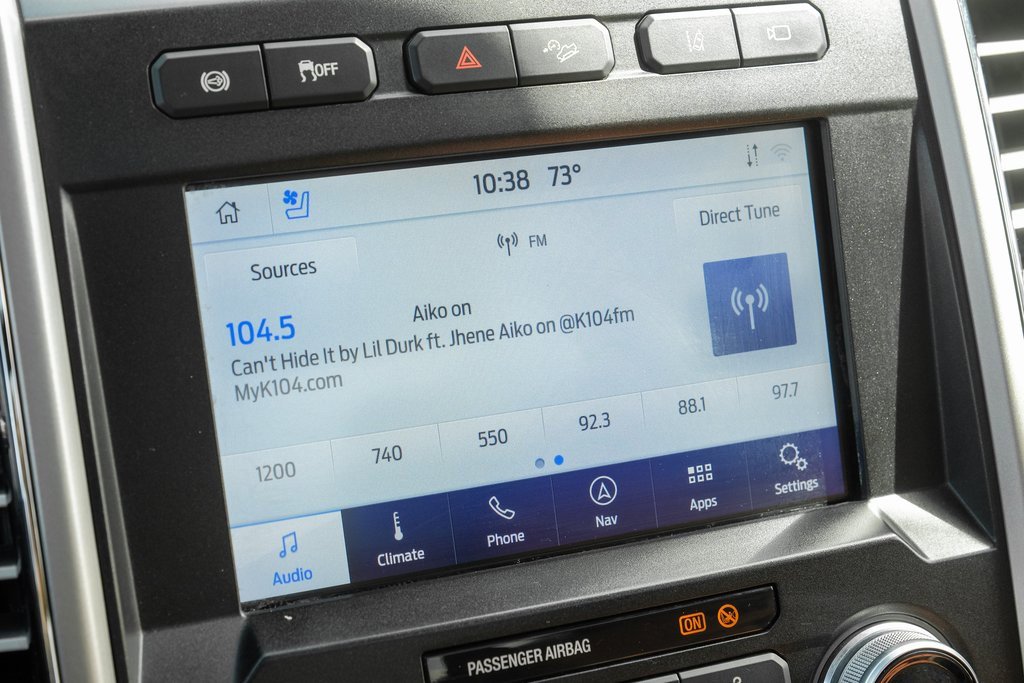 OFF
10:38 73°
FM
Direct Tune
Sources
104.5
Aiko on
Can't Hide It by Lil Durk ft. Jhene Aiko on @K104fm
MyK104.com
1200 740 550 92.3 88.1 97.7
Audio Climate Phone Nav Apps Settings
PASSENGER AIRBAG ON